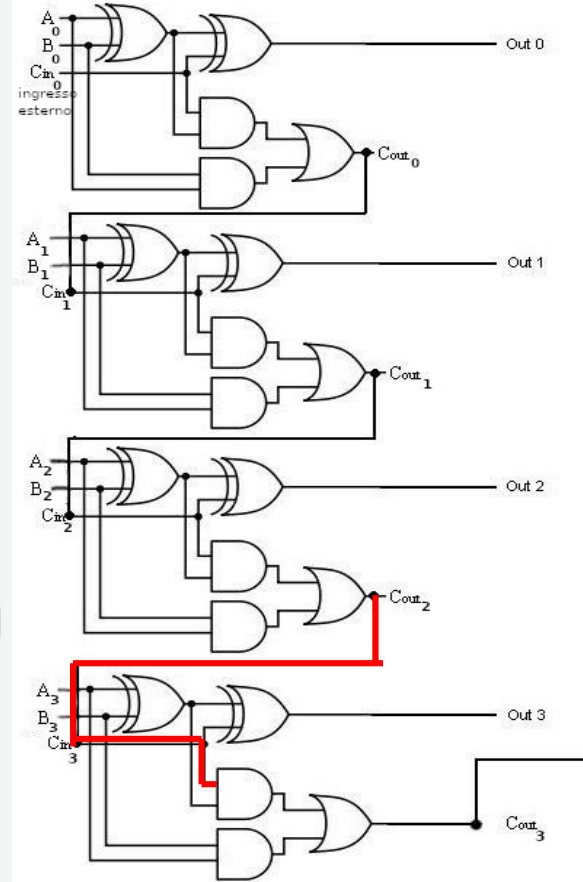 A0
B0
Cin0
ingresso
esterno
Out 0
Cout0
A1
B1
Cin1
Out 1
Cout1
A2
B2
Cin2
Out 2
Cout2
A3
B3
Cin3
Out 3
Cout3